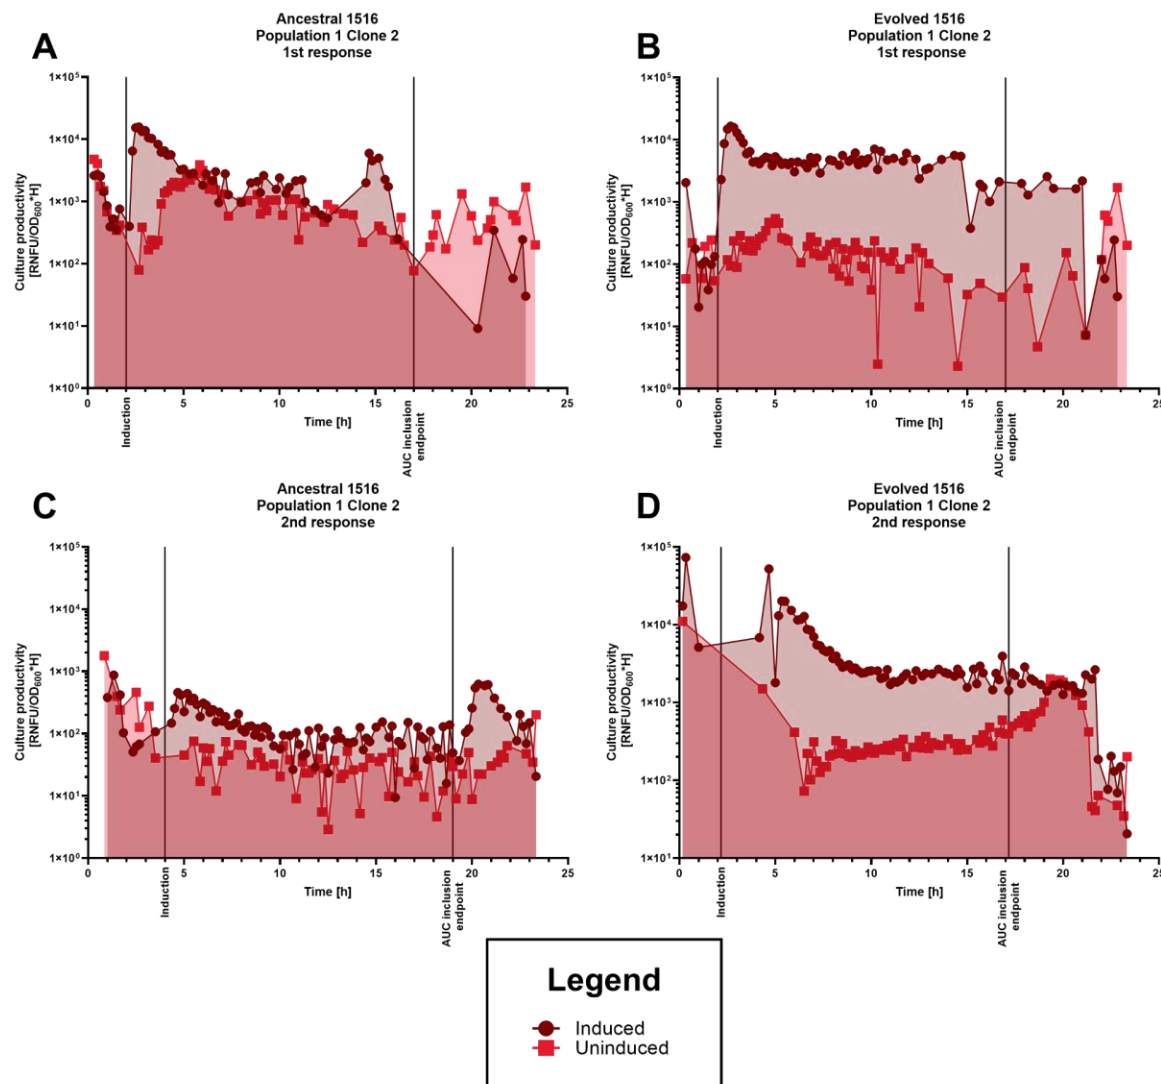 A
Ancestral 1516
Population 1 Clone 2
1st response
Culture productivity
[RNFU/OD₆₀₀*H]
1×10⁵
1×10⁴
1×10³
1×10²
1×10¹
1×10⁰
0 5 10 15 20 25
Time [h]
Induction
AUC inclusion
endpoint
B
Evolved 1516
Population 1 Clone 2
1st response
Culture productivity
[RNFU/OD₆₀₀*H]
1×10⁵
1×10⁴
1×10³
1×10²
1×10¹
1×10⁰
0 5 10 15 20 25
Time [h]
Induction
AUC inclusion
endpoint
C
Ancestral 1516
Population 1 Clone 2
2nd response
Culture productivity
[RNFU/OD₆₀₀*H]
1×10⁵
1×10⁴
1×10³
1×10²
1×10¹
1×10⁰
0 5 10 15 20 25
Time [h]
Induction
AUC inclusion
endpoint
D
Evolved 1516
Population 1 Clone 2
2nd response
Culture productivity
[RNFU/OD₆₀₀*H]
1×10⁵
1×10⁴
1×10³
1×10²
1×10¹
0 5 10 15 20 25
Time [h]
Induction
AUC inclusion
endpoint
Legend
Induced
Uninduced